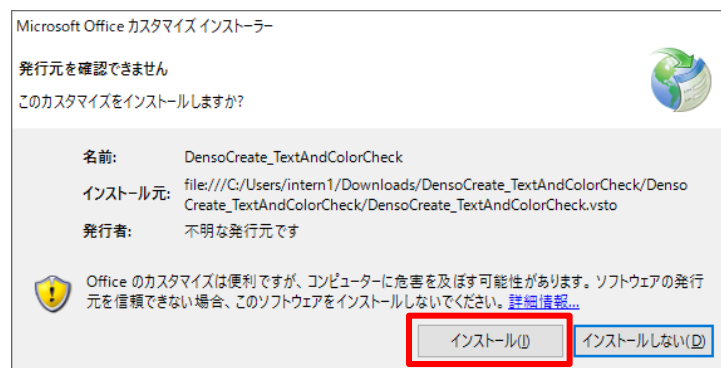 Microsoft Office カスタマイズ インストーラー
発行元を確認できません
このカスタマイズをインストールしますか?
名前: DensoCreate_TextAndColorCheck
インストール元: file:///C:/Users/intern1/Downloads/DensoCreate_TextAndColorCheck/Denso
Create_TextAndColorCheck/DensoCreate_TextAndColorCheck.vsto
発行者: 不明な発行元です
Office のカスタマイズは便利ですが、コンピューターに危害を及ぼす可能性があります。ソフトウェアの発行
元を信頼できない場合、このソフトウェアをインストールしないでください。詳細情報...
インストール(I) インストールしない(D)